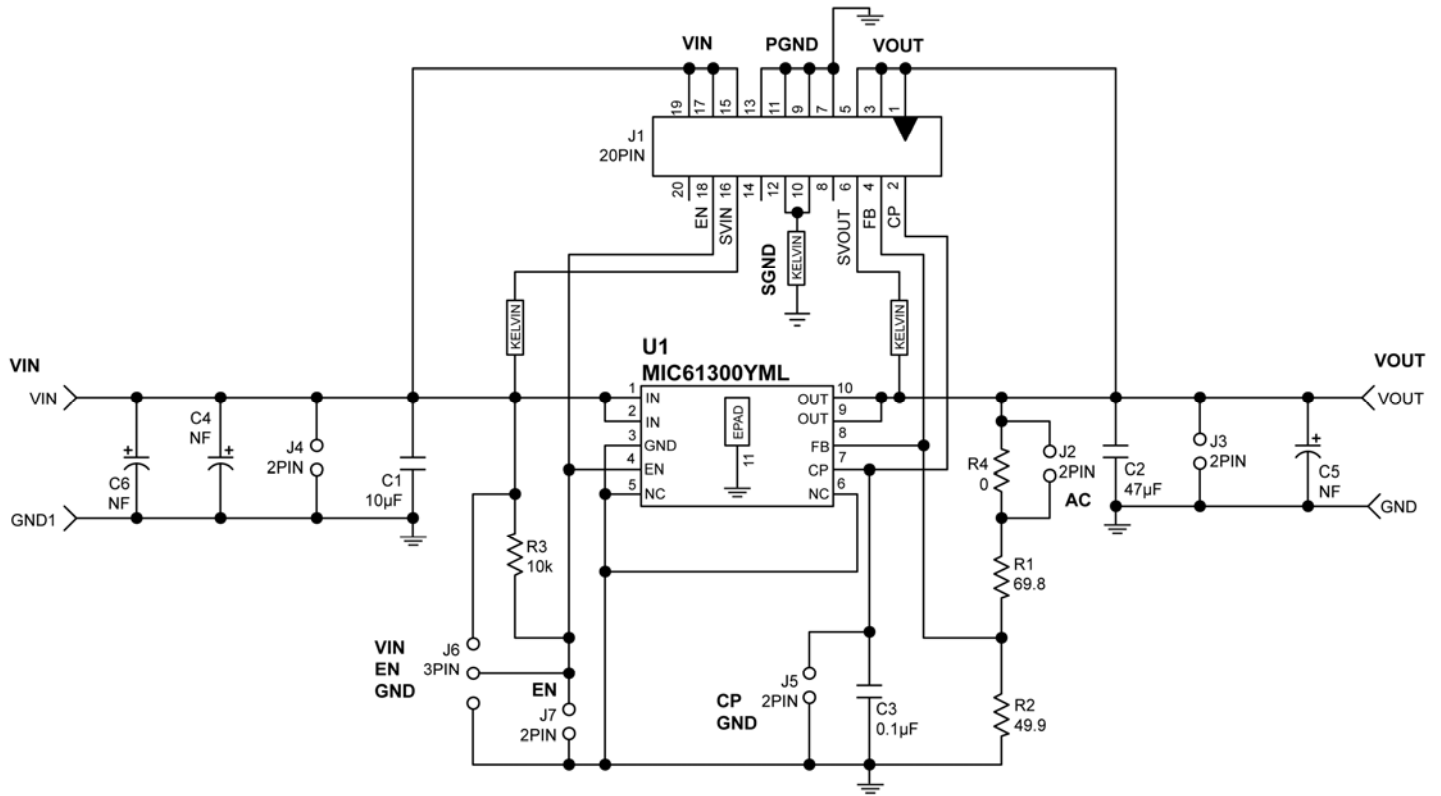 VIN PGND VOUT
19 17 15 13 11 9 7 5 3 1
J1
20PIN
20 18 16 14 12 10 8 6 4 2
EN SVIN SVOUT FB CP
SGND KELVIN
KELVIN KELVIN
U1
MIC61300YML
VIN VOUT
VIN VOUT
1 IN OUT 10
2 IN OUT 9
3 GND FB 8
4 EN CP 7
5 NC NC 6
EPAD
11
C4
NF
C6
NF
J4
2PIN
C1
10µF
GND1
R4
0
J2
2PIN
AC
C2
47µF
J3
2PIN
C5
NF
GND
R3
10k
R1
69.8
VIN
EN
GND
J6
3PIN
EN
J7
2PIN
CP
GND
J5
2PIN
C3
0.1µF
R2
49.9